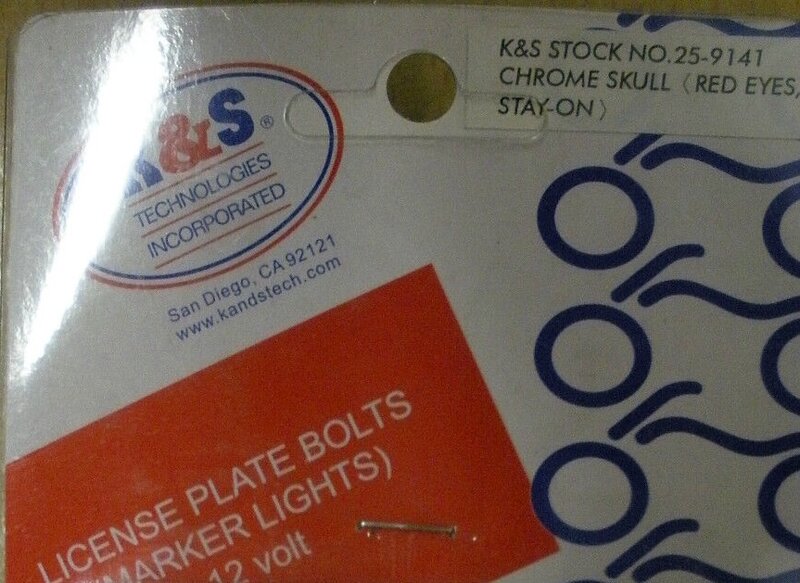 K&S STOCK NO.25-9141
CHROME SKULL (RED EYES,
STAY-ON)
K&S®
TECHNOLOGIES
INCORPORATED
San Diego, CA 92121
www.kandstech.com
LICENSE PLATE BOLTS
(MARKER LIGHTS)
12 volt